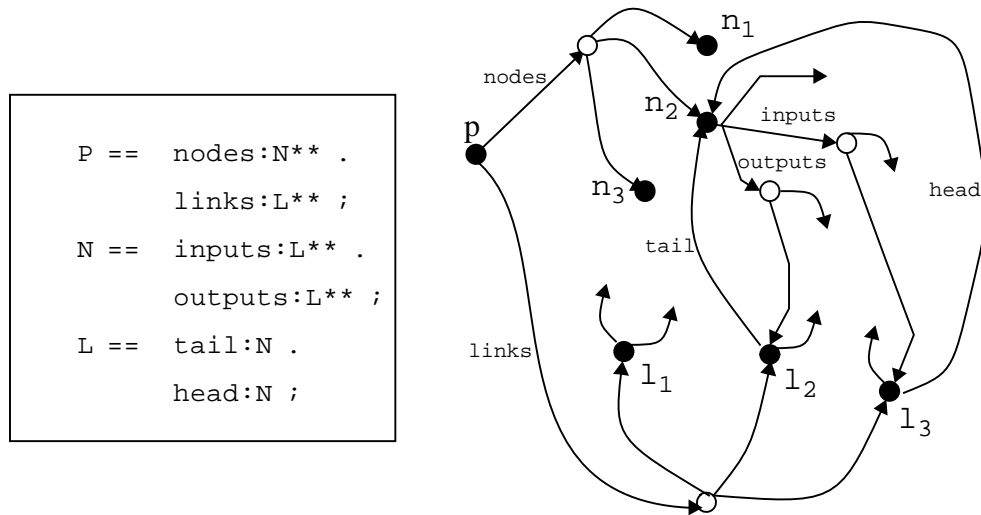 P == nodes:N** .
links:L** ;
N == inputs:L** .
outputs:L** ;
L == tail:N .
head:N ;
n1
nodes
n2
inputs
p
outputs
n3
head
tail
links
l1
l2
l3